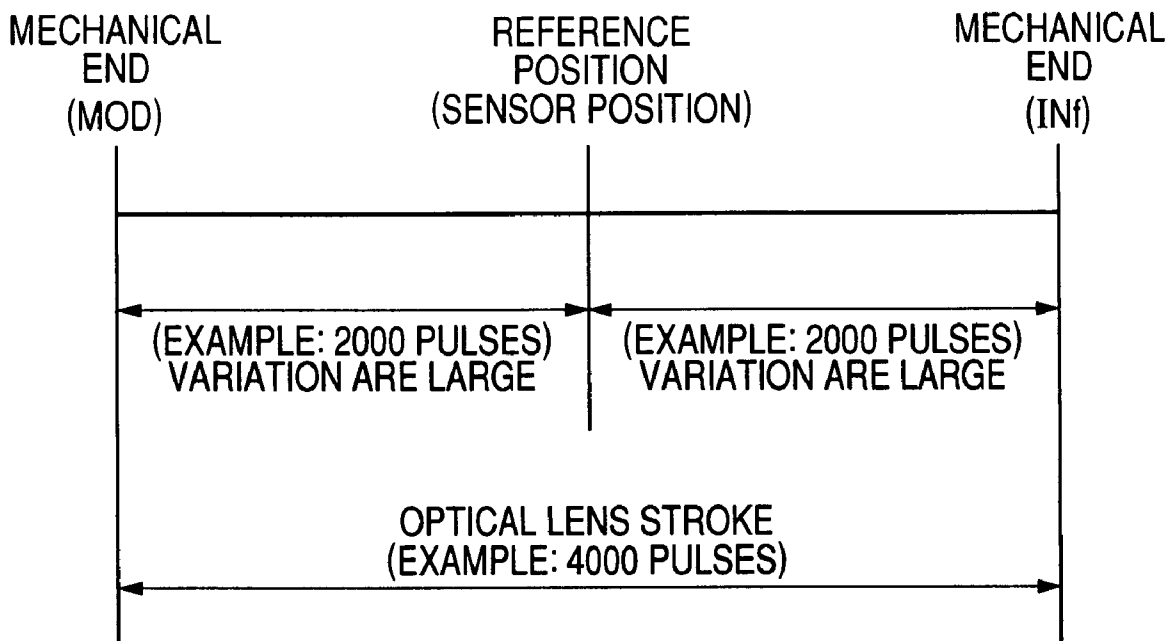 MECHANICAL
END
(MOD)
REFERENCE
POSITION
(SENSOR POSITION)
MECHANICAL
END
(INf)
(EXAMPLE: 2000 PULSES)
VARIATION ARE LARGE
(EXAMPLE: 2000 PULSES)
VARIATION ARE LARGE
OPTICAL LENS STROKE
(EXAMPLE: 4000 PULSES)